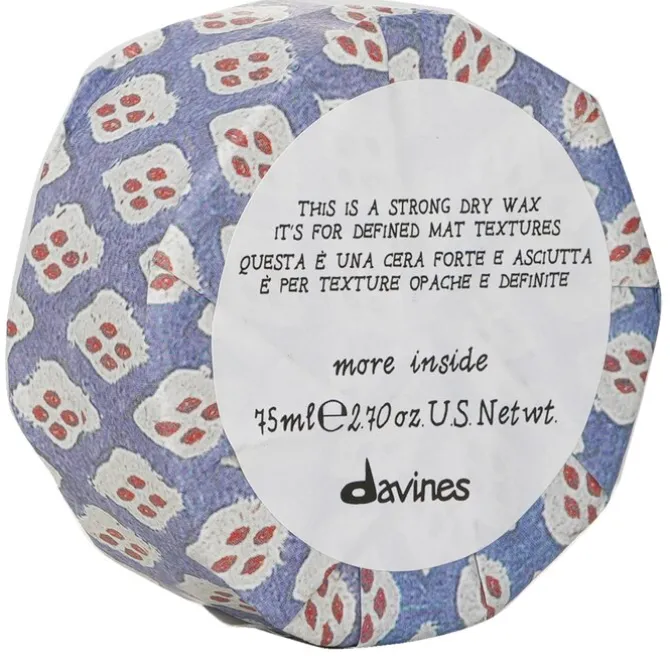 THIS IS A STRONG DRY WAX
IT'S FOR DEFINED MAT TEXTURES
QUESTA È UNA CERA FORTE E ASCIUTTA
È PER TEXTURE OPACHE E DEFINITE
more inside
75ml℮2.70 oz. U.S. Net wt.
davines